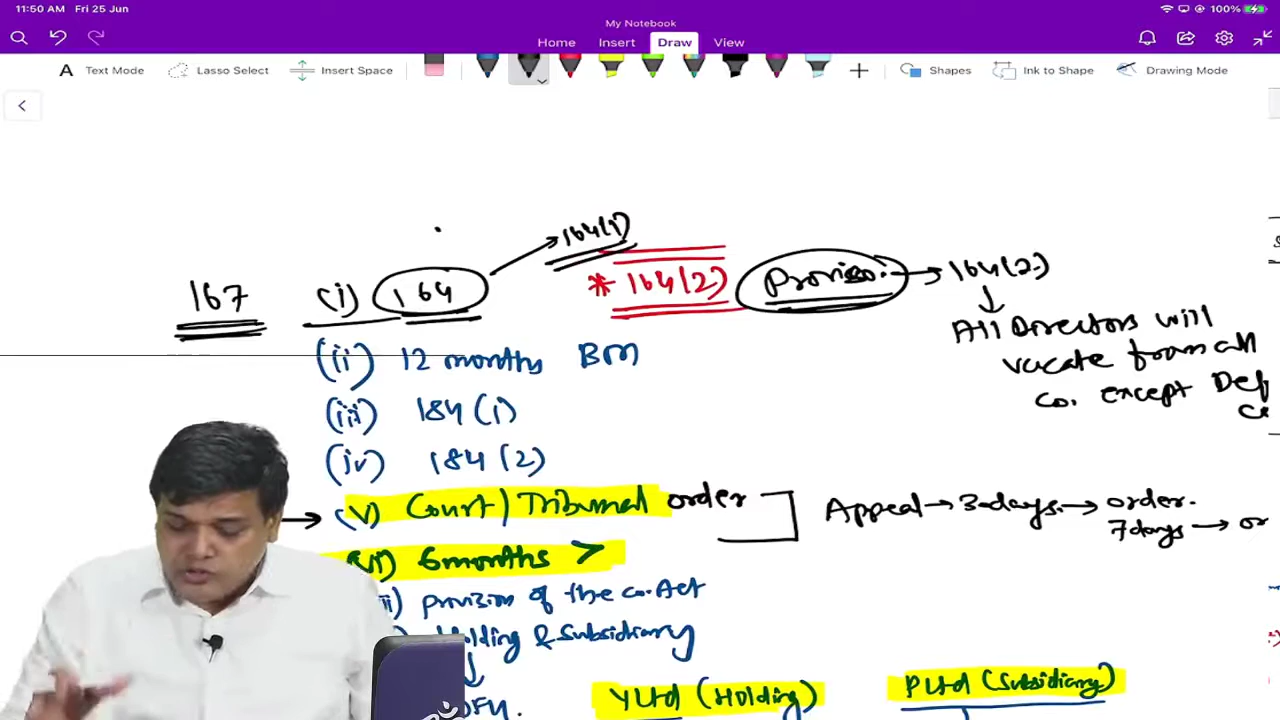 11:50 AM Fri 25 Jun
100%
My Notebook
Home Insert Draw View
A Text Mode Lasso Select Insert Space Shapes Ink to Shape Drawing Mode
167 (i) 164 → 164(1) * 164(2) Proviso. → 164(2)
All Directors will
vacate from all
co. except Def
(ii) 12 months BM
(iii) 184(1)
(iv) 184(2)
→ (v) Court/Tribunal order
Appeal → 3 days. → order.
7 days → or
6 months >
provision of the co. Act
Holding & Subsidiary
Y Ltd (Holding) P Ltd (Subsidiary)